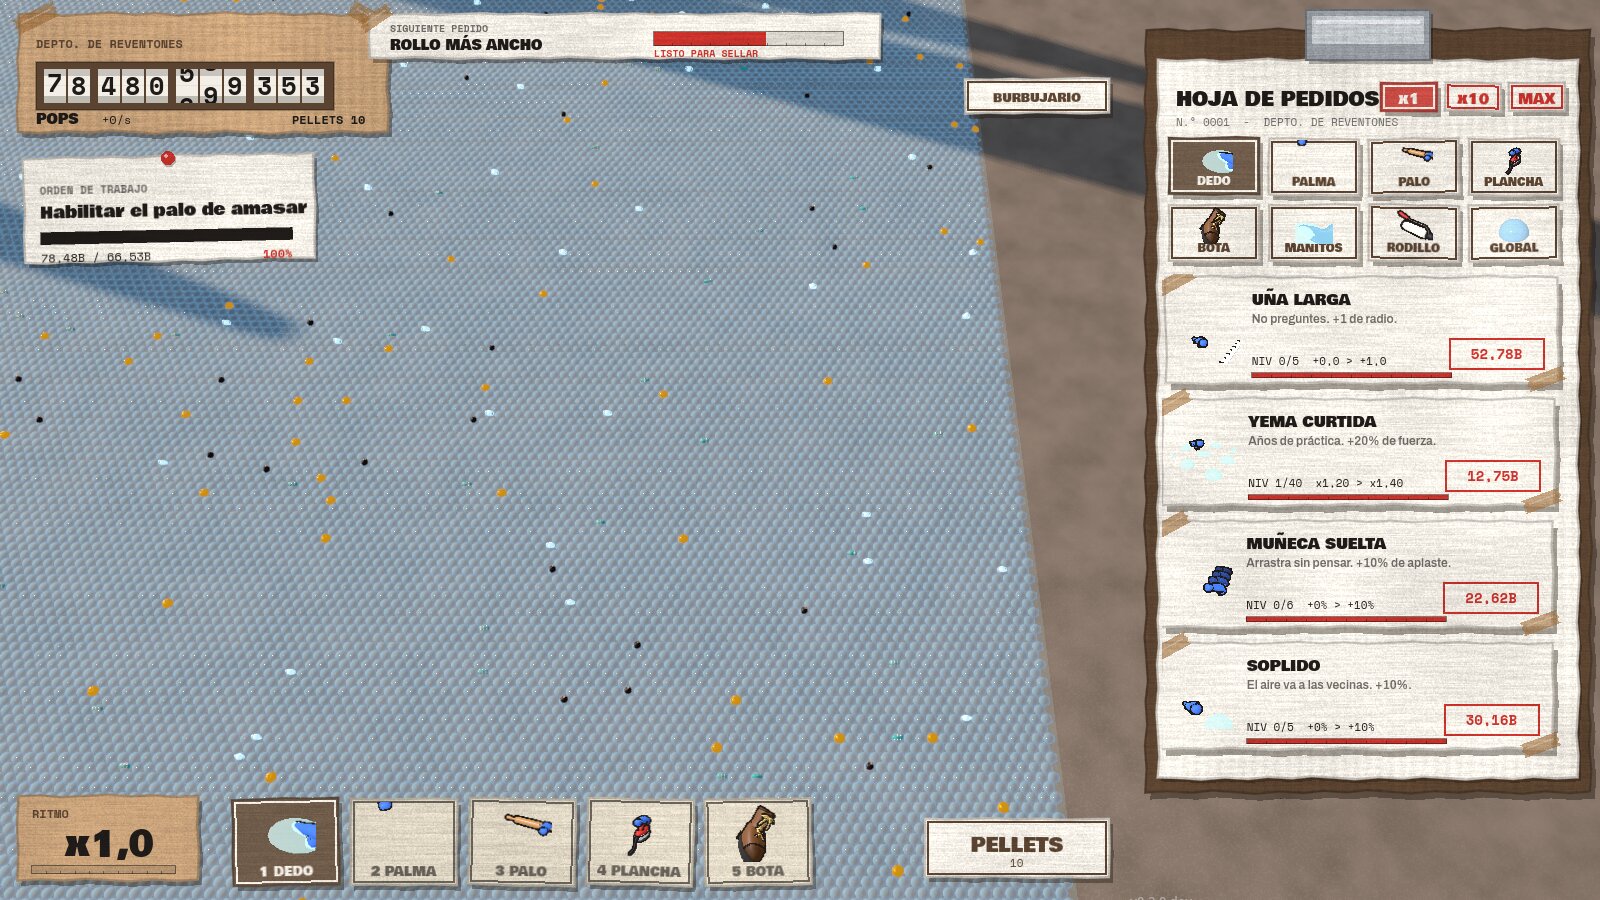 DEPTO. DE REVENTONES
POPS +0/s PELLETS 10
SIGUIENTE PEDIDO
ROLLO MÁS ANCHO
LISTO PARA SELLAR
BURBUJARIO
ORDEN DE TRABAJO
Habilitar el palo de amasar
78,48B / 66,53B 100%
HOJA DE PEDIDOS x1 x10 MAX
N.º 0001 - DEPTO. DE REVENTONES
DEDO PALMA PALO PLANCHA
BOTA MANITOS RODILLO GLOBAL
UÑA LARGA
No preguntes. +1 de radio.
NIV 0/5 +0,0 > +1,0 52,78B
YEMA CURTIDA
Años de práctica. +20% de fuerza.
NIV 1/40 x1,20 > x1,40 12,75B
MUÑECA SUELTA
Arrastra sin pensar. +10% de aplaste.
NIV 0/6 +0% > +10% 22,62B
SOPLIDO
El aire va a las vecinas. +10%.
NIV 0/5 +0% > +10% 30,16B
RITMO
x1,0
1 DEDO 2 PALMA 3 PALO 4 PLANCHA 5 BOTA
PELLETS
10